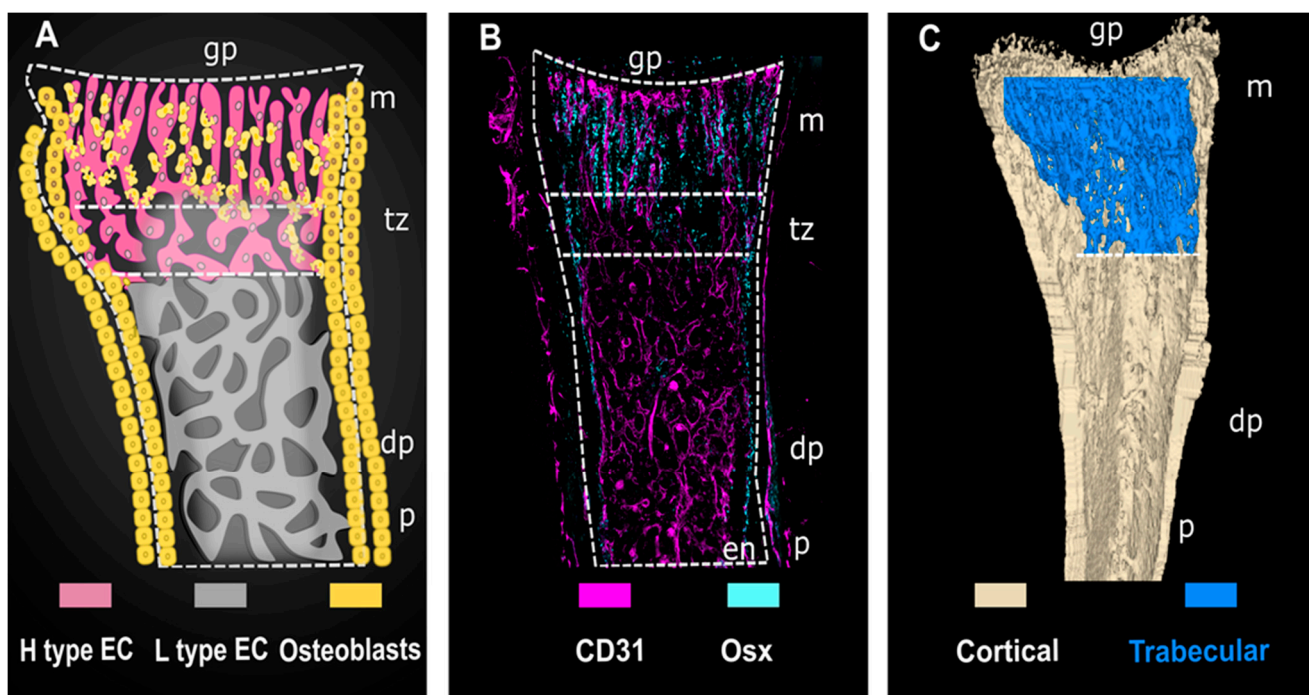 A
gp
m
tz
dp
p
H type EC
L type EC
Osteoblasts
B
gp
m
tz
dp
en
p
CD31
Osx
C
gp
m
dp
p
Cortical
Trabecular